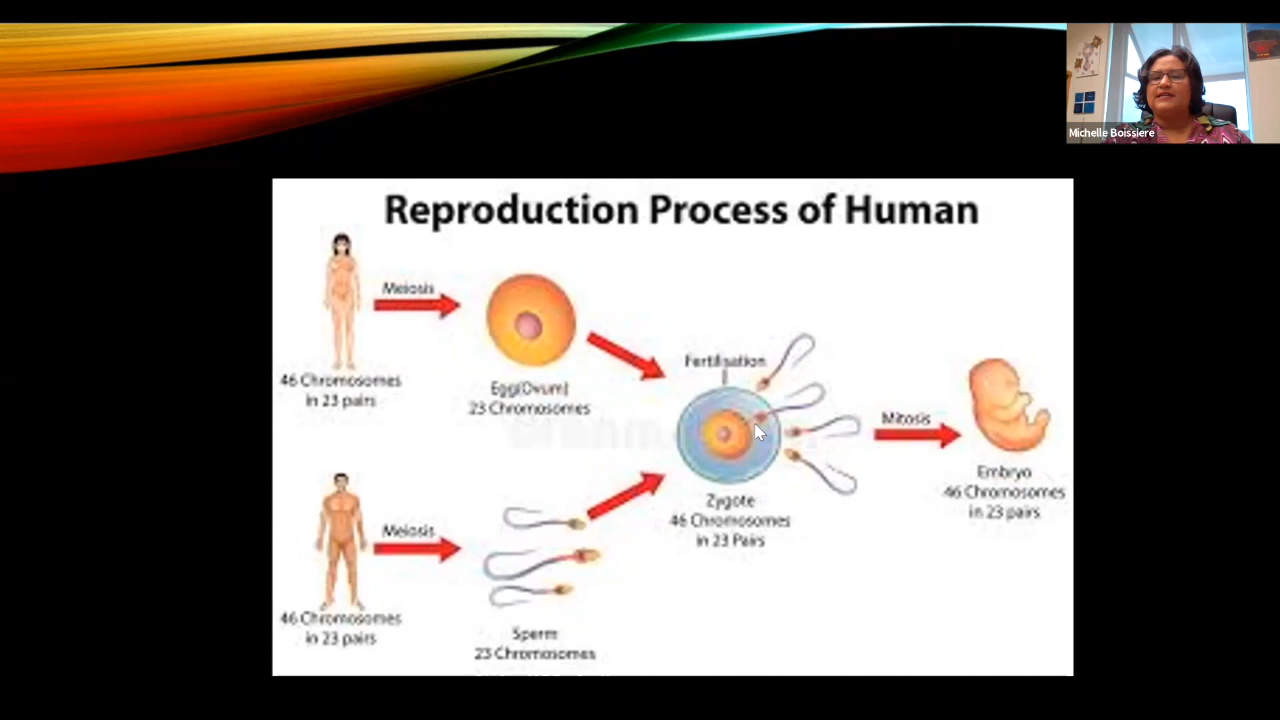 Michelle Boissiere
Reproduction Process of Human
Meiosis
46 Chromosomes
in 23 pairs
Egg(Ovum)
23 Chromosomes
Fertilisation
Zygote
46 Chromosomes
in 23 Pairs
Mitosis
Embryo
46 Chromosomes
in 23 pairs
Meiosis
46 Chromosomes
in 23 pairs
Sperm
23 Chromosomes